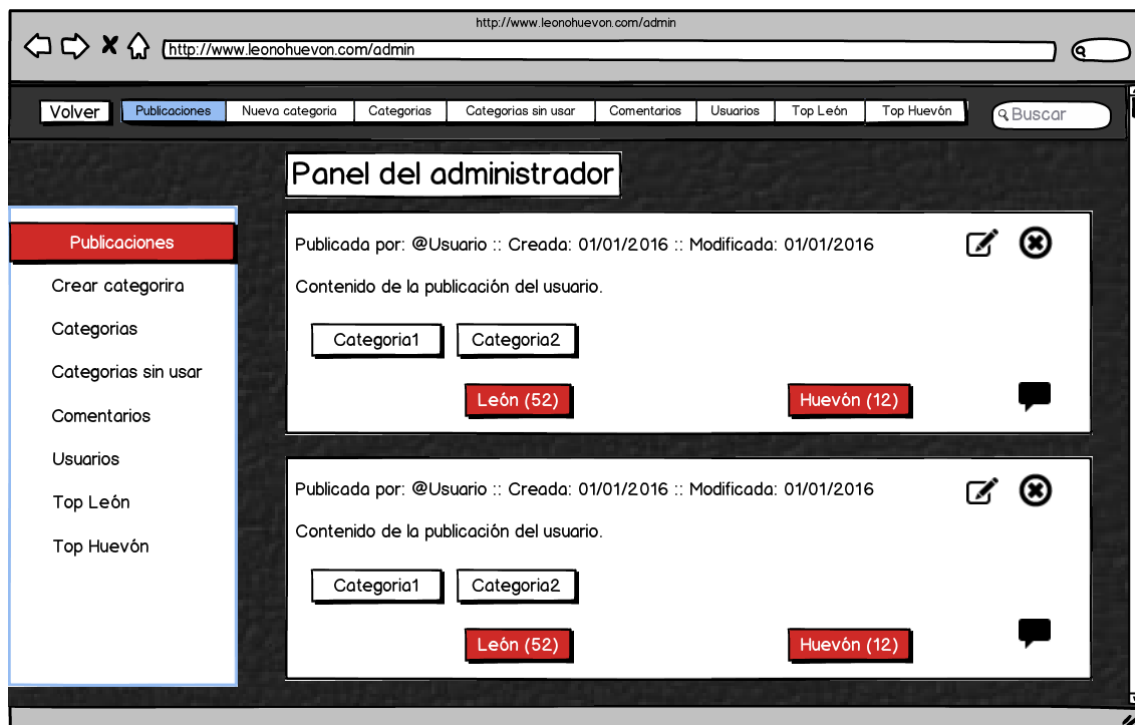 http://www.leonohuevon.com/admin
http://www.leonohuevon.com/admin
Volver Publicaciones Nueva categoria Categorias Categorias sin usar Comentarios Usuarios Top León Top Huevón Buscar
Panel del administrador
Publicaciones
Crear categorira
Categorias
Categorias sin usar
Comentarios
Usuarios
Top León
Top Huevón
Publicada por: @Usuario :: Creada: 01/01/2016 :: Modificada: 01/01/2016
Contenido de la publicación del usuario.
Categoria1 Categoria2
León (52) Huevón (12)
Publicada por: @Usuario :: Creada: 01/01/2016 :: Modificada: 01/01/2016
Contenido de la publicación del usuario.
Categoria1 Categoria2
León (52) Huevón (12)